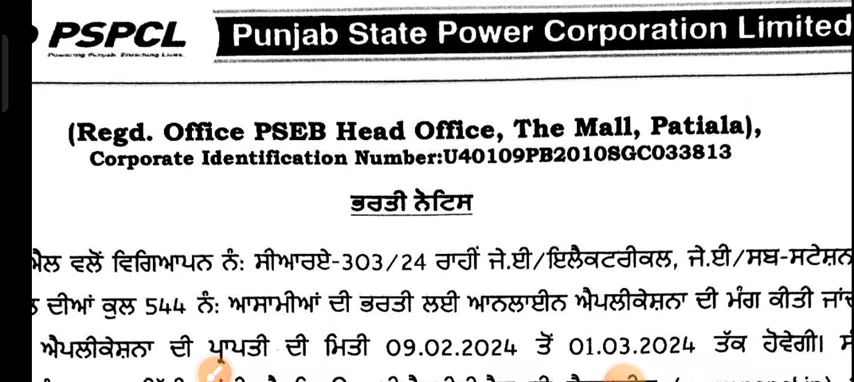 PSPCL
Powering Punjab Enriching Lives.
Punjab State Power Corporation Limited
(Regd. Office PSEB Head Office, The Mall, Patiala),
Corporate Identification Number:U40109PB2010SGC033813
ਭਰਤੀ ਨੋਟਿਸ
ਵਲੋਂ ਵਿਗਿਆਪਨ ਨੰ: ਸੀਆਰਏ-303/24 ਰਾਹੀਂ ਜੇ.ਈ/ਇਲੈਕਟਰੀਕਲ, ਜੇ.ਈ/ਸਬ-ਸਟੇਸ਼ਨ
ਦੀਆਂ ਕੁਲ 544 ਨੰ: ਆਸਾਮੀਆਂ ਦੀ ਭਰਤੀ ਲਈ ਆਨਲਾਈਨ ਐਪਲੀਕੇਸ਼ਨਾ ਦੀ ਮੰਗ ਕੀਤੀ
ਐਪਲੀਕੇਸ਼ਨਾ ਦੀ ਪ੍ਰਾਪਤੀ ਦੀ ਮਿਤੀ 09.02.2024 ਤੋਂ 01.03.2024 ਤੱਕ ਹੋਵੇਗੀ।